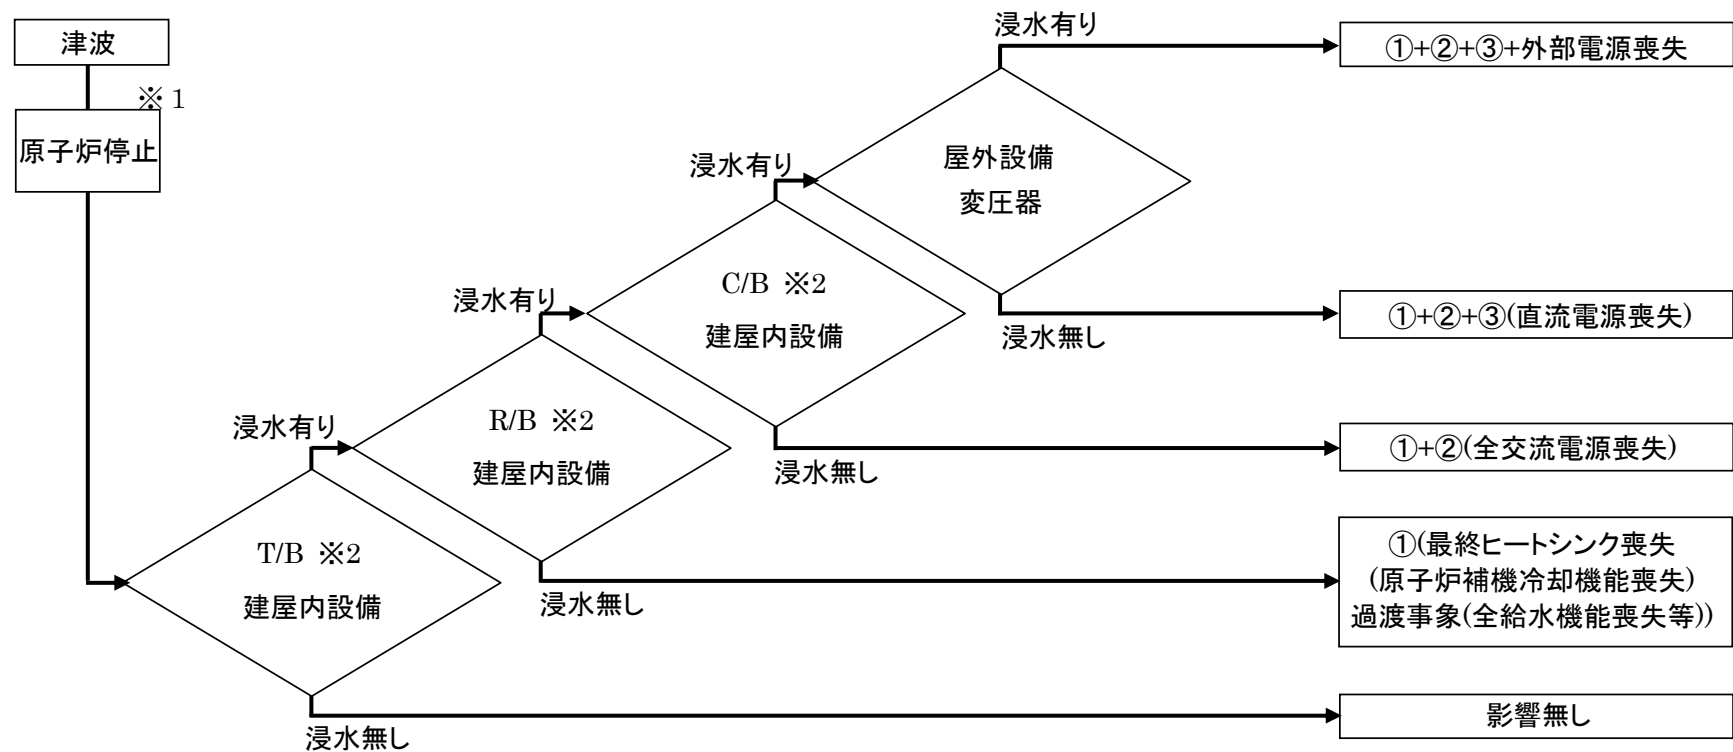 津波
※1
原子炉停止
浸水有り
①+②+③+外部電源喪失
屋外設備
変圧器
浸水有り
C/B ※2
建屋内設備
浸水無し
①+②+③(直流電源喪失)
浸水有り
R/B ※2
建屋内設備
浸水無し
①+②(全交流電源喪失)
浸水有り
T/B ※2
建屋内設備
浸水無し
①(最終ヒートシンク喪失
(原子炉補機冷却機能喪失)
過渡事象(全給水機能喪失等))
浸水無し
影響無し